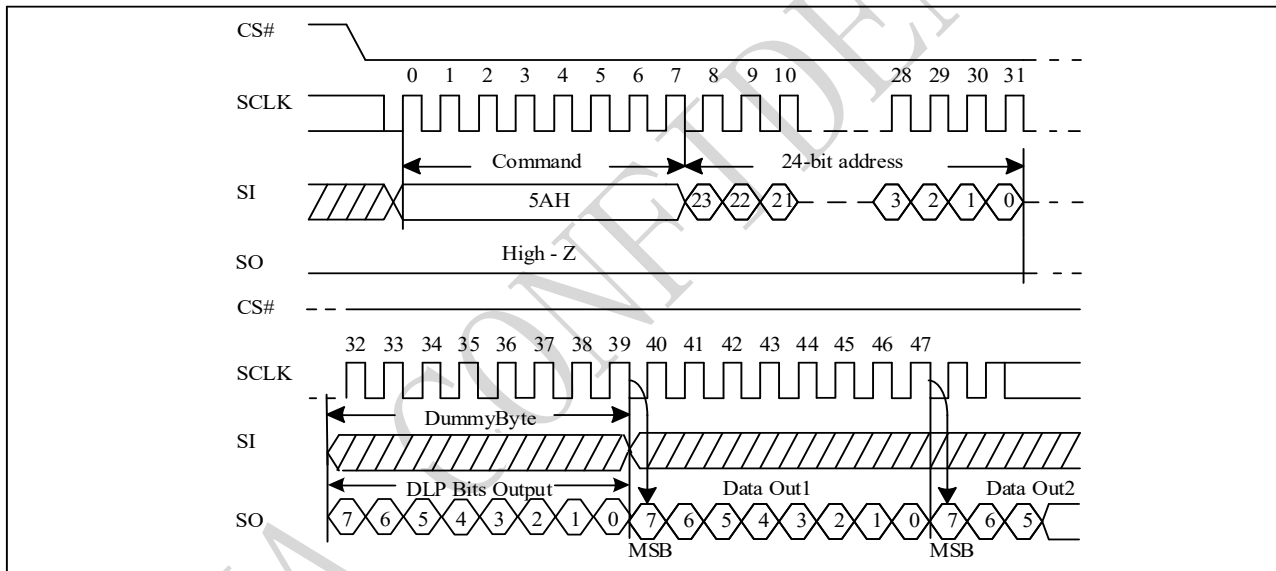 CS#
0 1 2 3 4 5 6 7 8 9 10 28 29 30 31
SCLK
Command 24-bit address
SI 5AH 23 22 21 3 2 1 0
High - Z
SO
CS#
32 33 34 35 36 37 38 39 40 41 42 43 44 45 46 47
SCLK
DummyByte
SI
DLP Bits Output Data Out1 Data Out2
SO 7 6 5 4 3 2 1 0 7 6 5 4 3 2 1 0 7 6 5
MSB MSB